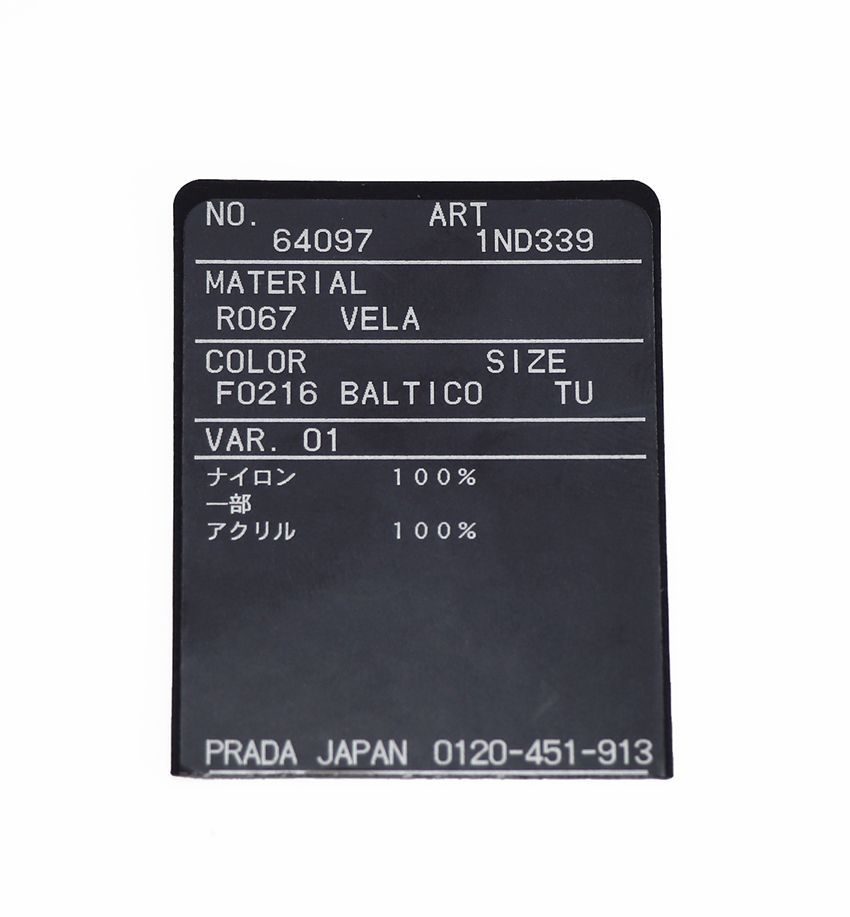 NO. ART
64097 1ND339
MATERIAL
R067 VELA
COLOR SIZE
F0216 BALTICO TU
VAR. 01
ナイロン 100%
一部
アクリル 100%
PRADA JAPAN 0120-451-913